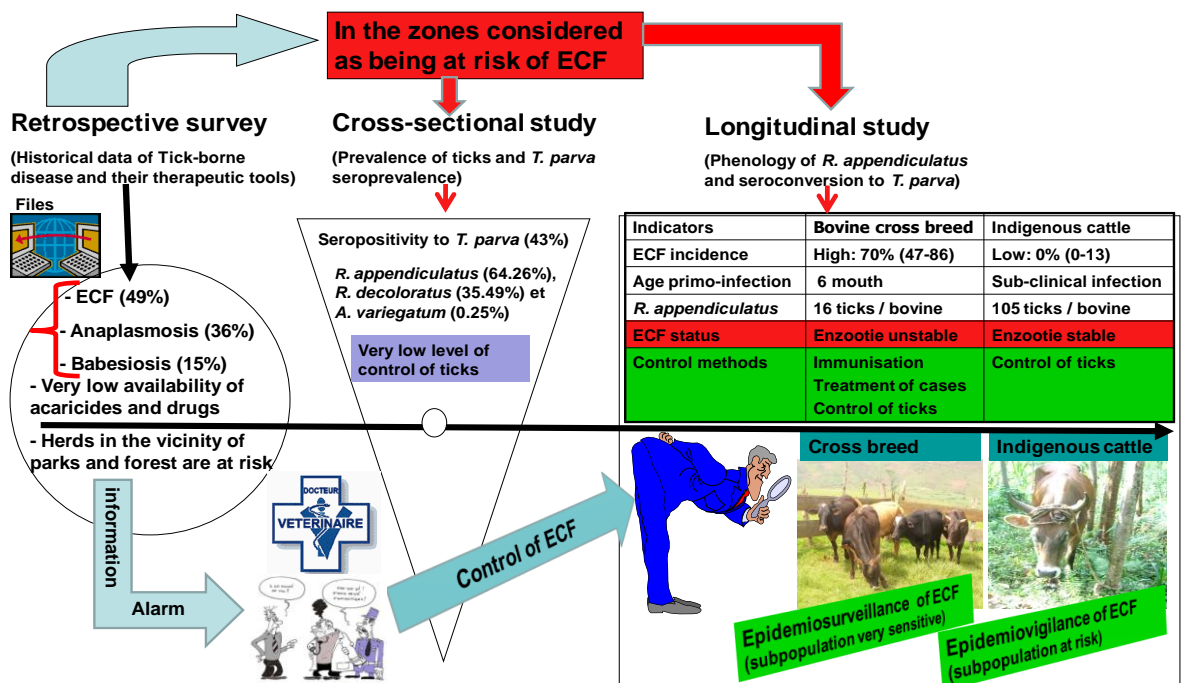 In the zones considered
as being at risk of ECF
Retrospective survey
(Historical data of Tick-borne
disease and their therapeutic tools)
Files
- ECF (49%)
- Anaplasmosis (36%)
- Babesiosis (15%)
- Very low availability of
acaricides and drugs
- Herds in the vicinity of
parks and forest are at risk
information
Alarm
Cross-sectional study
(Prevalence of ticks and T. parva
seroprevalence)
Seropositivity to T. parva (43%)
R. appendiculatus (64.26%),
R. decoloratus (35.49%) et
A. variegatum (0.25%)
Very low level of
control of ticks
DOCTEUR
VETERINAIRE
Control of ECF
Longitudinal study
(Phenology of R. appendiculatus
and seroconversion to T. parva)
Indicators Bovine cross breed Indigenous cattle
ECF incidence High: 70% (47-86) Low: 0% (0-13)
Age primo-infection 6 mouth Sub-clinical infection
R. appendiculatus 16 ticks / bovine 105 ticks / bovine
ECF status Enzootie unstable Enzootie stable
Control methods Immunisation Control of ticks
Treatment of cases
Control of ticks
Cross breed
Indigenous cattle
Epidemiosurveillance of ECF
(subpopulation very sensitive)
Epidemiovigilance of ECF
(subpopulation at risk)